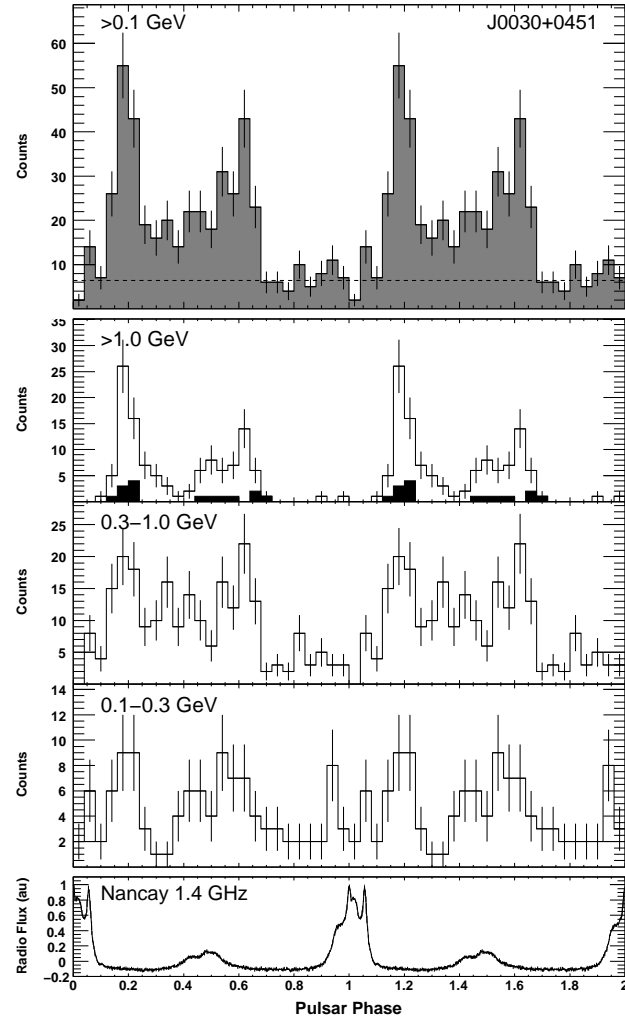 >0.1 GeV J0030+0451
60
50
40
30
20
10
Counts
>1.0 GeV
35
30
25
20
15
10
5
Counts
0.3−1.0 GeV
25
20
15
10
5
Counts
0.1−0.3 GeV
14
12
10
8
6
4
2
Counts
Nancay 1.4 GHz
1
0.8
0.6
0.4
0.2
0
−0.2
Radio Flux (au)
0 0.2 0.4 0.6 0.8 1 1.2 1.4 1.6 1.8 2
Pulsar Phase